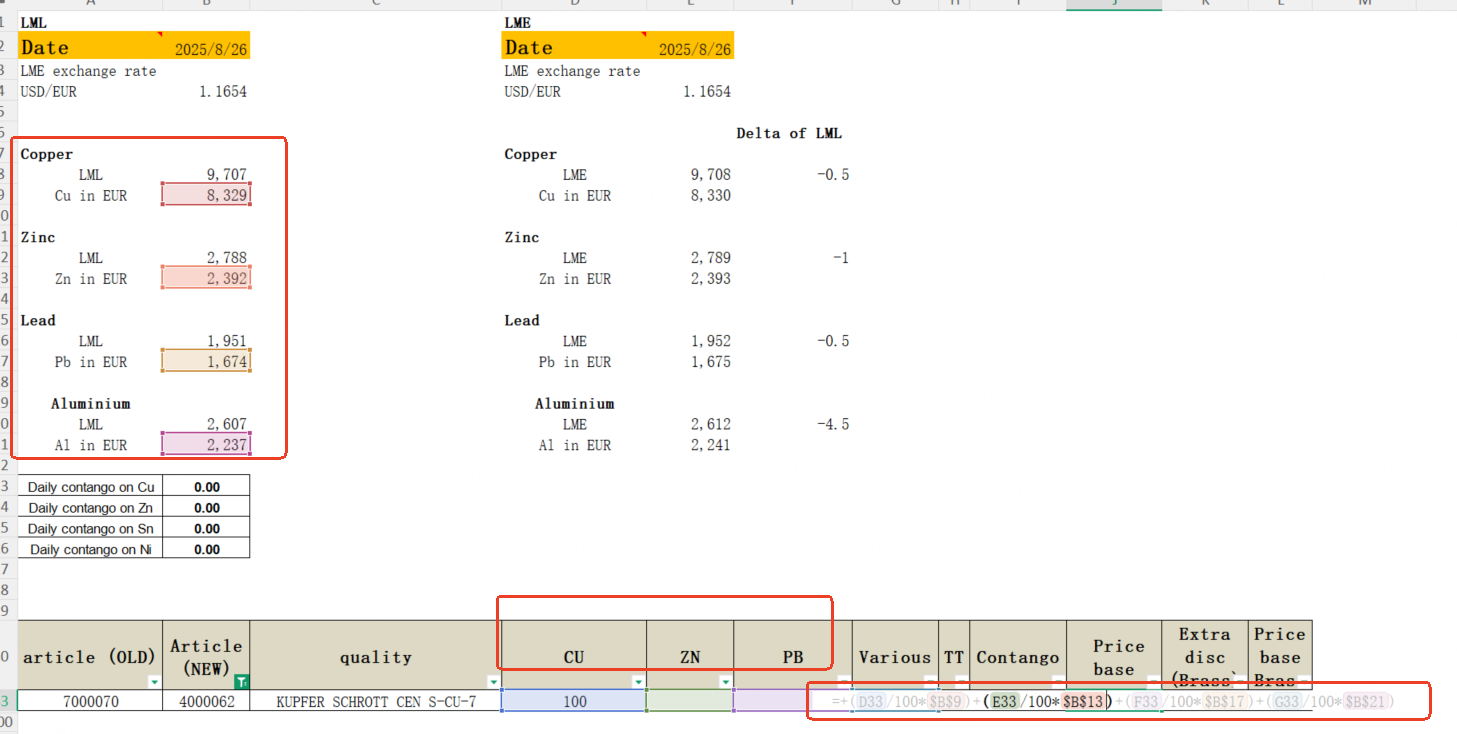 LML LME
Date 2025/8/26 Date 2025/8/26
LME exchange rate LME exchange rate
USD/EUR 1.1654 USD/EUR 1.1654
Delta of LML
Copper Copper
LML 9,707 LME 9,708 -0.5
Cu in EUR 8,329 Cu in EUR 8,330
Zinc Zinc
LML 2,788 LME 2,789 -1
Zn in EUR 2,392 Zn in EUR 2,393
Lead Lead
LML 1,951 LME 1,952 -0.5
Pb in EUR 1,674 Pb in EUR 1,675
Aluminium Aluminium
LML 2,607 LME 2,612 -4.5
Al in EUR 2,237 Al in EUR 2,241
Daily contango on Cu 0.00
Daily contango on Zn 0.00
Daily contango on Sn 0.00
Daily contango on Ni 0.00
article (OLD) Article (NEW) quality CU ZN PB Various TT Contango Price base Extra disc (Brass Price base Bras
7000070 4000062 KUPFER SCHROTT CEN S-CU-7 100 =+(D33/100*$B$9)+(E33/100*$B$13)+(F33/100*$B$17)+(G33/100*$B$21)